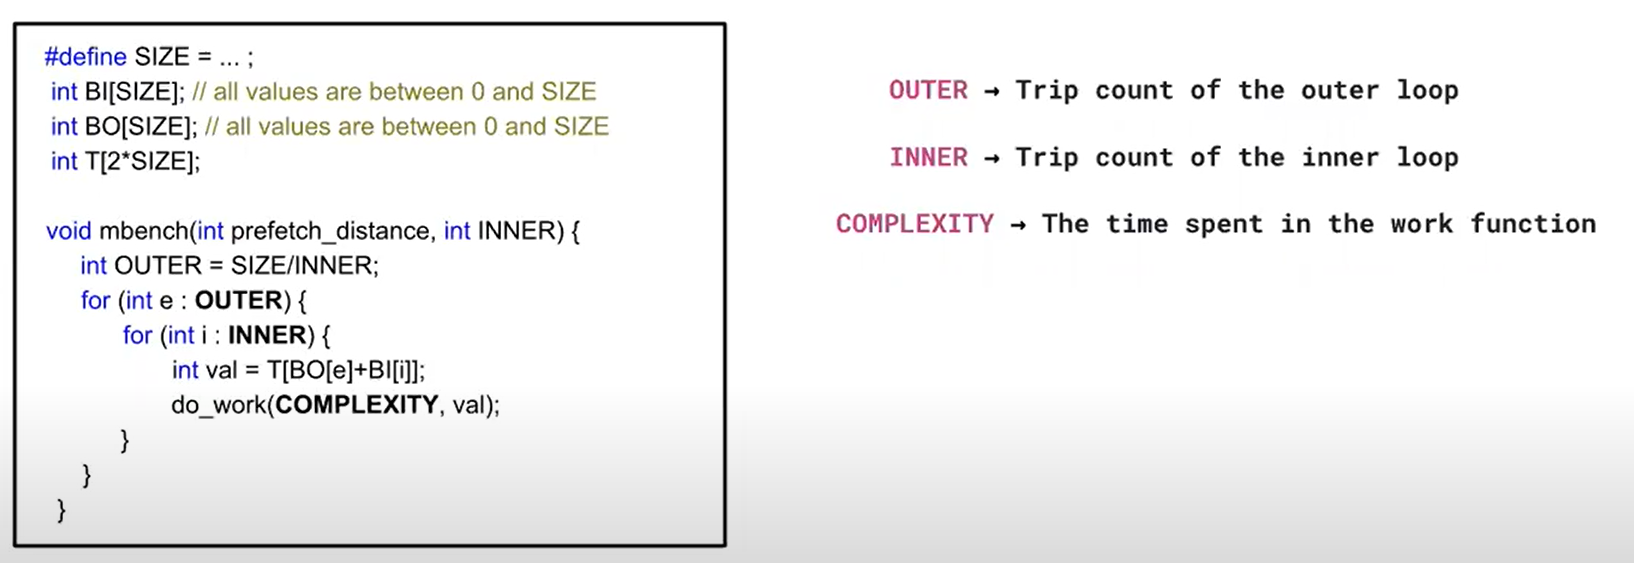 #define SIZE = ... ;
int BI[SIZE]; // all values are between 0 and SIZE
int BO[SIZE]; // all values are between 0 and SIZE
int T[2*SIZE];
void mbench(int prefetch_distance, int INNER) {
int OUTER = SIZE/INNER;
for (int e : OUTER) {
for (int i : INNER) {
int val = T[BO[e]+BI[i]];
do_work(COMPLEXITY, val);
}
}
}
OUTER → Trip count of the outer loop
INNER → Trip count of the inner loop
COMPLEXITY → The time spent in the work function